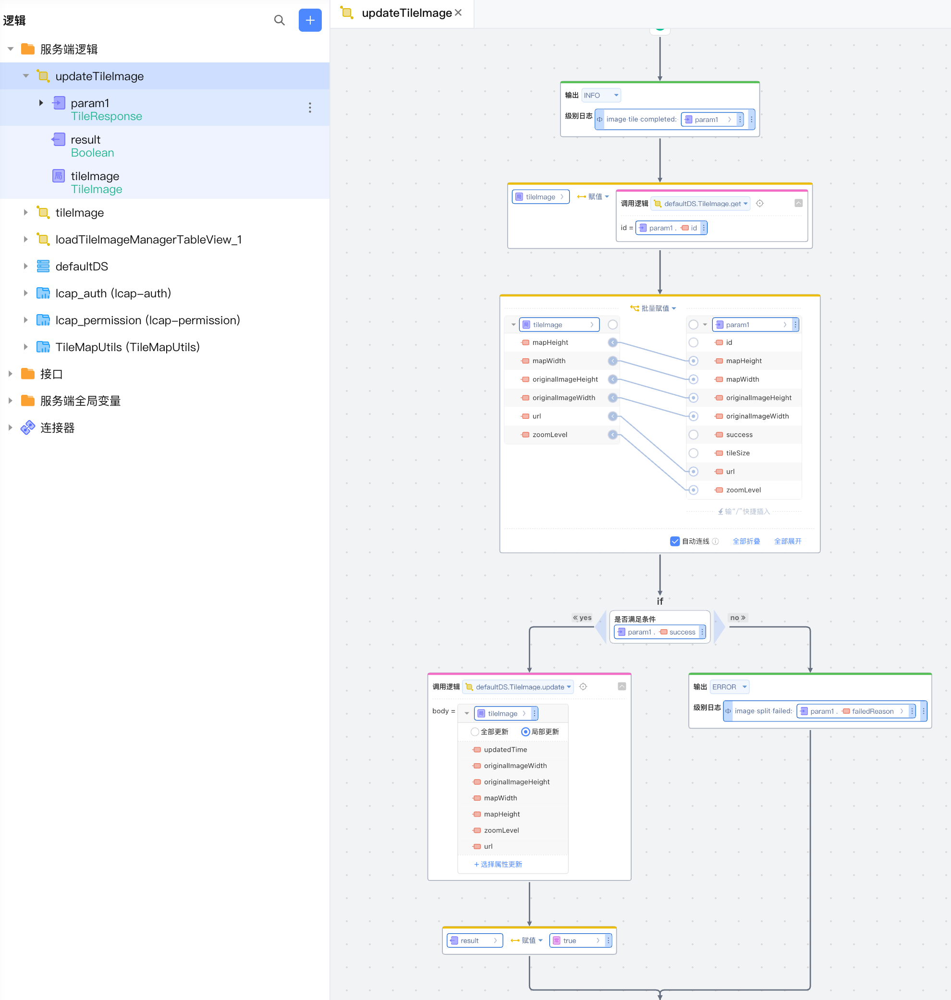 逻辑
服务端逻辑
updateTileImage
param1
TileResponse
result
Boolean
局
tileImage
TileImage
tileImage
loadTileImageManagerTableView_1
defaultDS
lcap_auth (lcap-auth)
lcap_permission (lcap-permission)
TileMapUtils (TileMapUtils)
接口
服务端全局变量
连接器
updateTileImage
输出 INFO
级别日志 image tile completed: param1
局 tileImage 赋值 调用逻辑 defaultDS.TileImage.get
id = param1 . id
批量赋值
局 tileImage
mapHeight
mapWidth
originalImageHeight
originalImageWidth
url
zoomLevel
param1
id
mapHeight
mapWidth
originalImageHeight
originalImageWidth
success
tileSize
url
zoomLevel
输“/”快捷插入
自动连线 全部折叠 全部展开
if
« yes
是否满足条件
param1 . success
no »
调用逻辑 defaultDS.TileImage.update
body = 局 tileImage
全部更新 局部更新
updatedTime
originalImageWidth
originalImageHeight
mapWidth
mapHeight
zoomLevel
url
+ 选择属性更新
输出 ERROR
级别日志 image split failed: param1 . failedReason
result 赋值 常 true